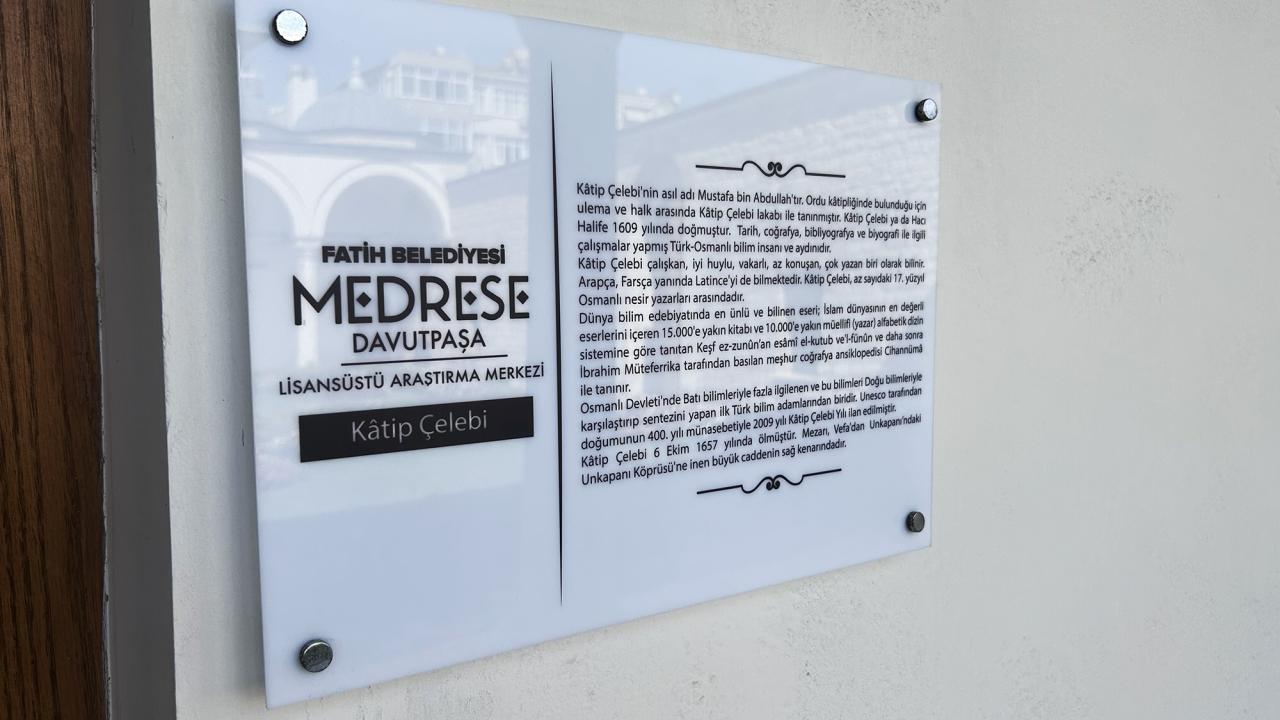 FATİH BELEDİYESİ
MEDRESE
DAVUTPAŞA
LİSANSÜSTÜ ARAŞTIRMA MERKEZİ
Kâtip Çelebi
Kâtip Çelebi'nin asıl adı Mustafa bin Abdullah'tır. Ordu kâtipliğinde bulunduğu için
ulema ve halk arasında Kâtip Çelebi lakabı ile tanınmıştır. Kâtip Çelebi ya da Hacı
Halife 1609 yılında doğmuştur. Tarih, coğrafya, bibliyografya ve biyografi ile ilgili
çalışmalar yapmış Türk-Osmanlı bilim insanı ve aydınıdır.
Kâtip Çelebi çalışkan, iyi huylu, vakarlı, az konuşan, çok yazan biri olarak bilinir.
Arapça, Farsça yanında Latince'yi de bilmektedir. Kâtip Çelebi, az sayıdaki 17. yüzyıl
Osmanlı nesir yazarları arasındadır.
Dünya bilim edebiyatında en ünlü ve bilinen eseri; İslam dünyasının en değerli
eserlerini içeren 15.000'e yakın kitabı ve 10.000'e yakın müellifi (yazar) alfabetik dizin
sistemine göre tanıtan Keşf ez-zunûn'an esâmî el-kutub ve'l-fünûn ve daha sonra
İbrahim Müteferrika tarafından basılan meşhur coğrafya ansiklopedisi Cihannümâ
ile tanınır.
Osmanlı Devleti'nde Batı bilimleriyle fazla ilgilenen ve bu bilimleri Doğu bilimleriyle
karşılaştırıp sentezini yapan ilk Türk bilim adamlarından biridir. Unesco tarafından
doğumunun 400. yılı münasebetiyle 2009 yılı Kâtip Çelebi Yılı ilan edilmiştir.
Kâtip Çelebi 6 Ekim 1657 yılında ölmüştür. Mezarı, Vefa'dan Unkapanı'ndaki
Unkapanı Köprüsü'ne inen büyük caddenin sağ kenarındadır.